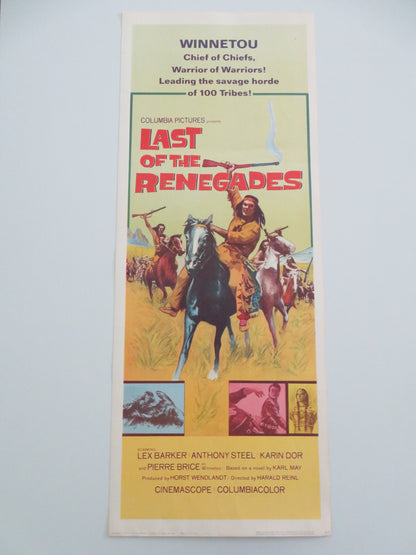 WINNETOU
Chief of Chiefs,
Warrior of Warriors!
Leading the savage horde
of 100 Tribes!
COLUMBIA PICTURES presents
LAST
OF THE
RENEGADES
LEX BARKER · ANTHONY STEEL · KARIN DOR
and PIERRE BRICE as Winnetou · Based on a novel by KARL MAY
Produced by HORST WENDLANDT · Directed by HARALD REINL
CINEMASCOPE · COLUMBIACOLOR